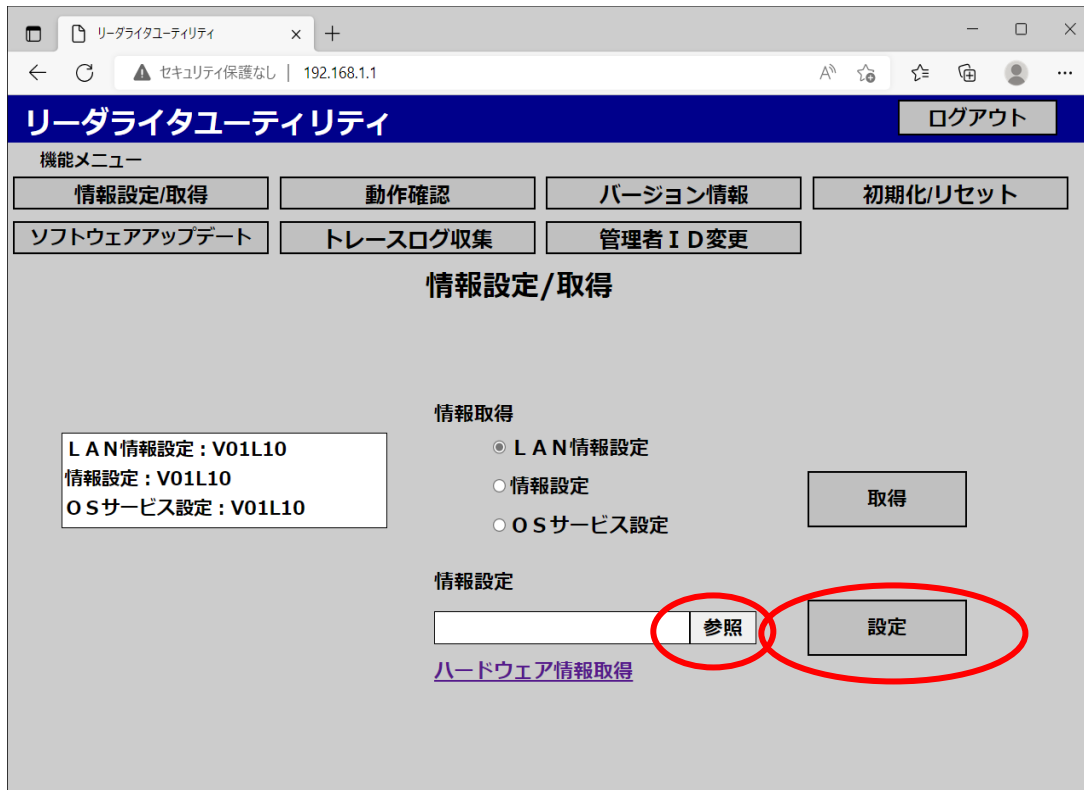 リーダライタユーティリティ
セキュリティ保護なし | 192.168.1.1
リーダライタユーティリティ
ログアウト
機能メニュー
情報設定/取得 動作確認 バージョン情報 初期化/リセット
ソフトウェアアップデート トレースログ収集 管理者ＩＤ変更
情報設定/取得
ＬＡＮ情報設定：V01L10
情報設定：V01L10
ＯＳサービス設定：V01L10
情報取得
ＬＡＮ情報設定
情報設定
ＯＳサービス設定
取得
情報設定
参照
設定
ハードウェア情報取得